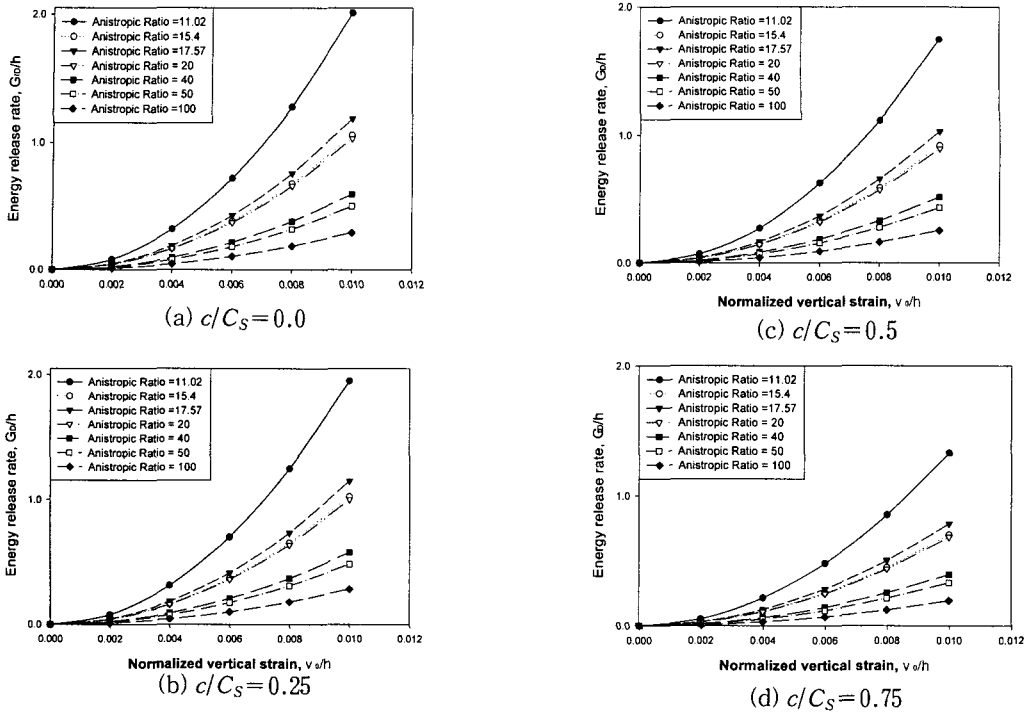 Energy release rate, G_ID/h
2.0
1.0
0.0
Anistropic Ratio =11.02
Anistropic Ratio =15.4
Anistropic Ratio =17.57
Anistropic Ratio = 20
Anistropic Ratio = 40
Anistropic Ratio = 50
Anistropic Ratio = 100
0.000 0.002 0.004 0.006 0.008 0.010 0.012
(a) c/C_S=0.0
Energy release rate, G_ID/h
2.0
1.0
0.0
Anistropic Ratio =11.02
Anistropic Ratio =15.4
Anistropic Ratio =17.57
Anistropic Ratio = 20
Anistropic Ratio = 40
Anistropic Ratio = 50
Anistropic Ratio = 100
0.000 0.002 0.004 0.006 0.008 0.010 0.012
Normalized vertical strain, v_0/h
(b) c/C_S=0.25
Energy release rate, G_ID/h
2.0
1.0
0.0
Anistropic Ratio =11.02
Anistropic Ratio =15.4
Anistropic Ratio =17.57
Anistropic Ratio = 20
Anistropic Ratio = 40
Anistropic Ratio = 50
Anistropic Ratio = 100
0.000 0.002 0.004 0.006 0.008 0.010 0.012
Normalized vertical strain, v_0/h
(c) c/C_S=0.5
Energy release rate, G_ID/h
2.0
1.0
0.0
Anistropic Ratio =11.02
Anistropic Ratio =15.4
Anistropic Ratio =17.57
Anistropic Ratio = 20
Anistropic Ratio = 40
Anistropic Ratio = 50
Anistropic Ratio = 100
0.000 0.002 0.004 0.006 0.008 0.010 0.012
Normalized vertical strain, v_0/h
(d) c/C_S=0.75